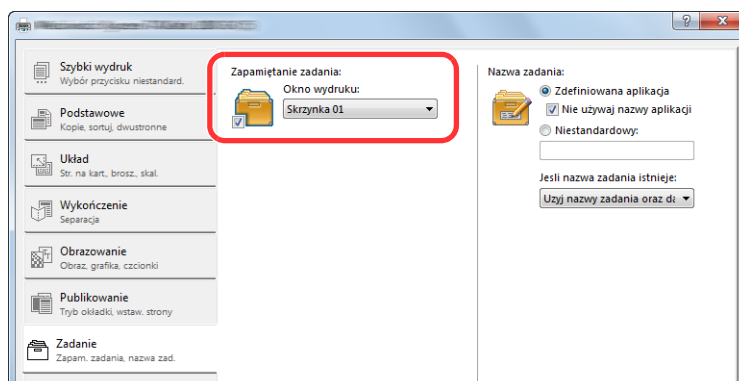 Szybki wydruk
Wybór przycisku niestandard.
Podstawowe
Kopie, sortuj, dwustronne
Układ
Str. na kart., brosz., skal.
Wykończenie
Separacja
Obrazowanie
Obraz, grafika, czcionki
Publikowanie
Tryb okładki, wstaw. strony
Zadanie
Zapam. zadania, nazwa zad.
Zapamiętanie zadania:
Okno wydruku:
Skrzynka 01
Nazwa zadania:
Zdefiniowana aplikacja
Nie używaj nazwy aplikacji
Niestandardowy:
Jesli nazwa zadania istnieje:
Uzyj nazwy zadania oraz da